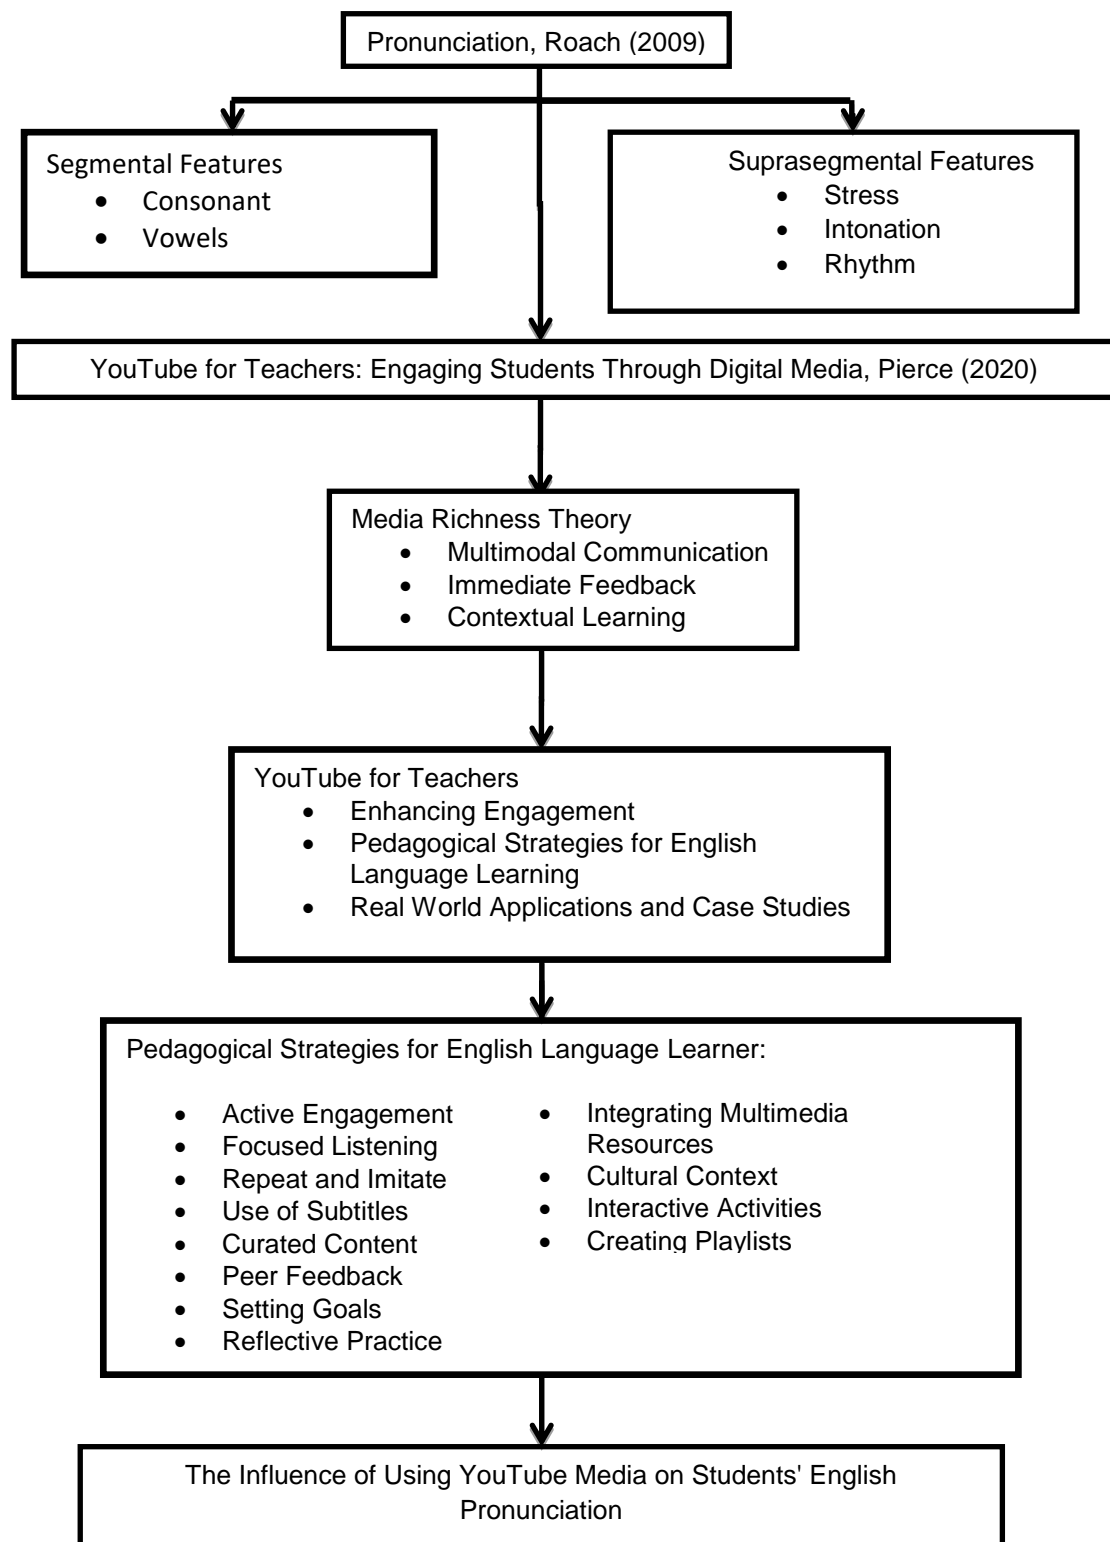 Pronunciation, Roach (2009)
Segmental Features
• Consonant
• Vowels
Suprasegmental Features
• Stress
• Intonation
• Rhythm
YouTube for Teachers: Engaging Students Through Digital Media, Pierce (2020)
Media Richness Theory
• Multimodal Communication
• Immediate Feedback
• Contextual Learning
YouTube for Teachers
• Enhancing Engagement
• Pedagogical Strategies for English
Language Learning
• Real World Applications and Case Studies
Pedagogical Strategies for English Language Learner:
• Active Engagement
• Focused Listening
• Repeat and Imitate
• Use of Subtitles
• Curated Content
• Peer Feedback
• Setting Goals
• Reflective Practice
• Integrating Multimedia
Resources
• Cultural Context
• Interactive Activities
• Creating Playlists
The Influence of Using YouTube Media on Students' English
Pronunciation